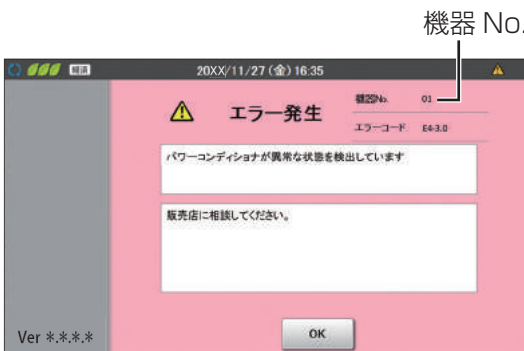 機器 No.
20XX/11/27 (金) 16:35
機器No. 01
エラー発生
エラーコード E4-3.0
パワーコンディショナが異常な状態を検出しています
販売店に相談してください。
OK
Ver *.*.*.*